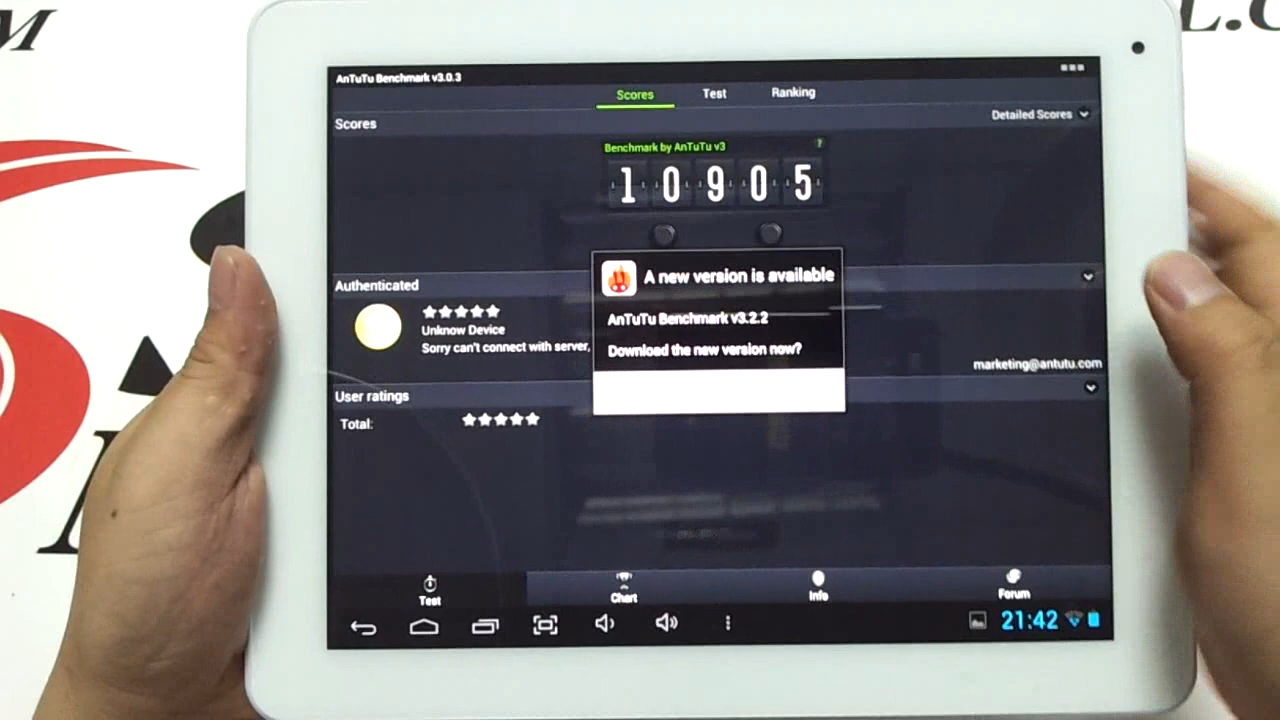 M
L.C
AnTuTu Benchmark v3.0.3
Scores Test Ranking
Scores
Detailed Scores
Benchmark by AnTuTu v3 ?
10905
A new version is available
AnTuTu Benchmark v3.2.2
Download the new version now?
Authenticated
Unknow Device
Sorry can't connect with server,
marketing@antutu.com
User ratings
Total:
Test Chart Info Forum
21:42